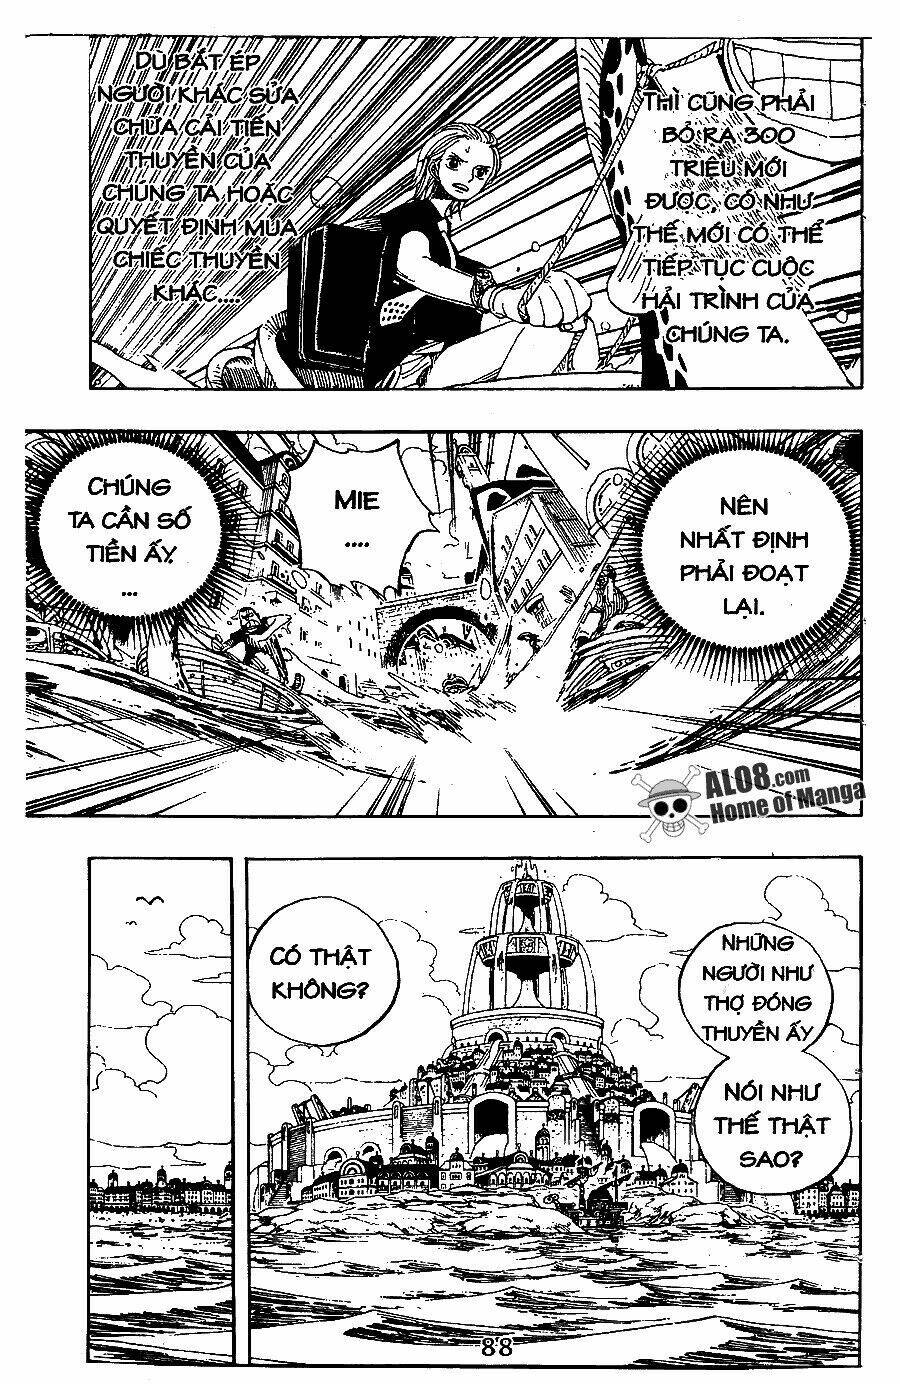 DÙ BẮT ÉP
NGƯỜI KHÁC SỬA
CHỮA CẢI TIẾN
THUYỀN CỦA
CHÚNG TA HOẶC
QUYẾT ĐỊNH MUA
CHIẾC THUYỀN
KHÁC....
THÌ CŨNG PHẢI
BỎ RA 300
TRIỆU MỚI
ĐƯỢC, CÓ NHƯ
THẾ MỚI CÓ THỂ
TIẾP TỤC CUỘC
HẢI TRÌNH CỦA
CHÚNG TA.
CHÚNG
TA CẦN SỐ
TIỀN ẤY.
...
MIE
....
NÊN
NHẤT ĐỊNH
PHẢI ĐOẠT
LẠI.
ALO8.com
Home of Manga
CÓ THẬT
KHÔNG?
NHỮNG
NGƯỜI NHƯ
THỢ ĐÓNG
THUYỀN ẤY
NÓI NHƯ
THẾ THẬT
SAO?
88